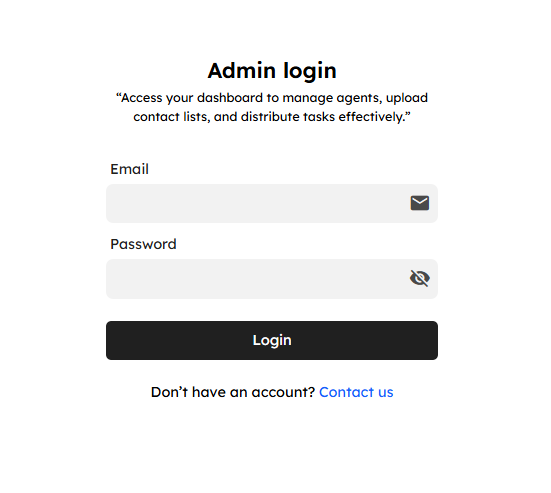 Admin login
“Access your dashboard to manage agents, upload
contact lists, and distribute tasks effectively.”
Email
Password
Login
Don’t have an account? Contact us